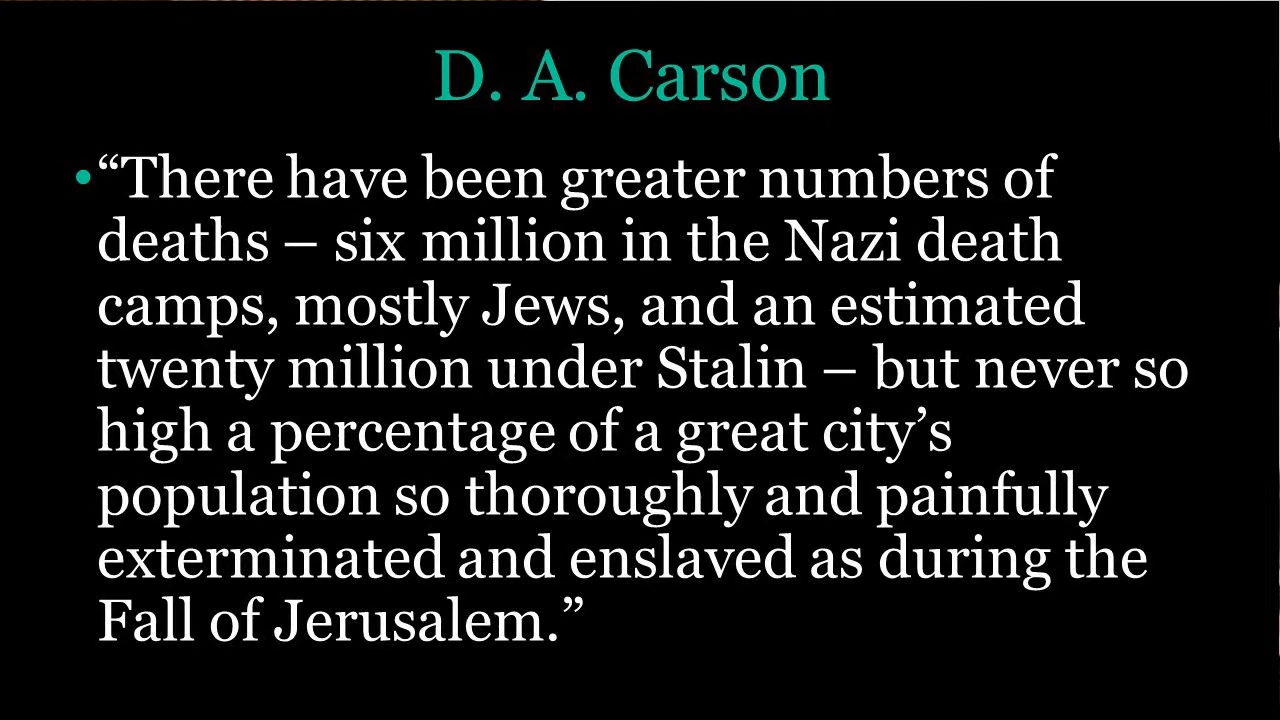 D. A. Carson
•“There have been greater numbers of
deaths – six million in the Nazi death
camps, mostly Jews, and an estimated
twenty million under Stalin – but never so
high a percentage of a great city’s
population so thoroughly and painfully
exterminated and enslaved as during the
Fall of Jerusalem.”